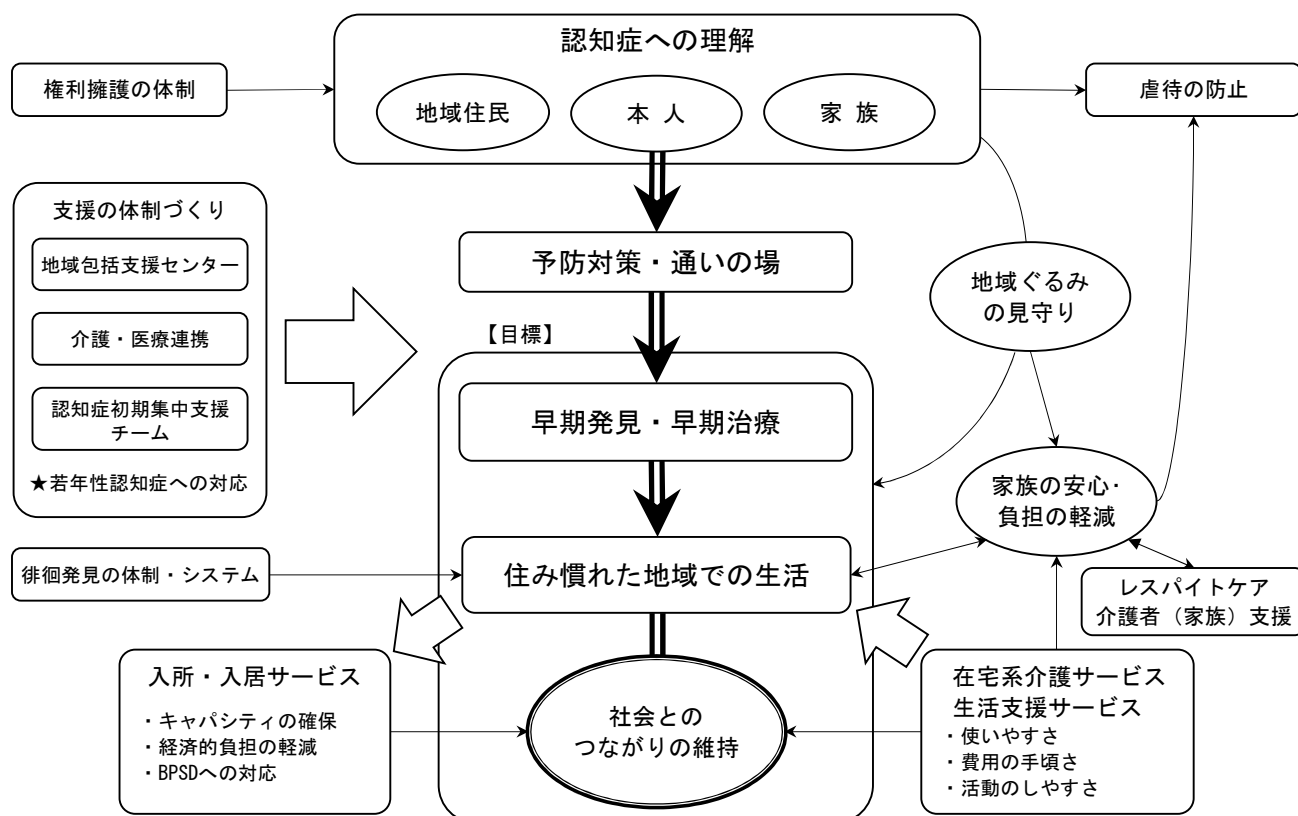 認知症への理解
権利擁護の体制
地域住民
本 人
家 族
虐待の防止
支援の体制づくり
地域包括支援センター
介護・医療連携
認知症初期集中支援
チーム
★若年性認知症への対応
予防対策・通いの場
【目標】
早期発見・早期治療
地域ぐるみ
の見守り
家族の安心・
負担の軽減
徘徊発見の体制・システム
住み慣れた地域での生活
レスパイトケア
介護者（家族）支援
入所・入居サービス
・キャパシティの確保
・経済的負担の軽減
・BPSDへの対応
社会との
つながりの維持
在宅系介護サービス
生活支援サービス
・使いやすさ
・費用の手頃さ
・活動のしやすさ